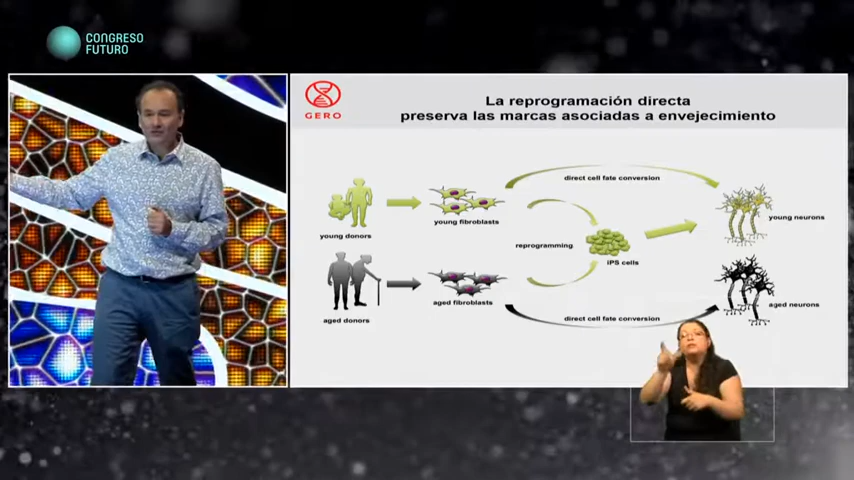 CONGRESO
FUTURO
GERO
La reprogramación directa
preserva las marcas asociadas a envejecimiento
direct cell fate conversion
young donors
young fibroblasts
reprogramming
iPS cells
young neurons
aged donors
aged fibroblasts
direct cell fate conversion
aged neurons